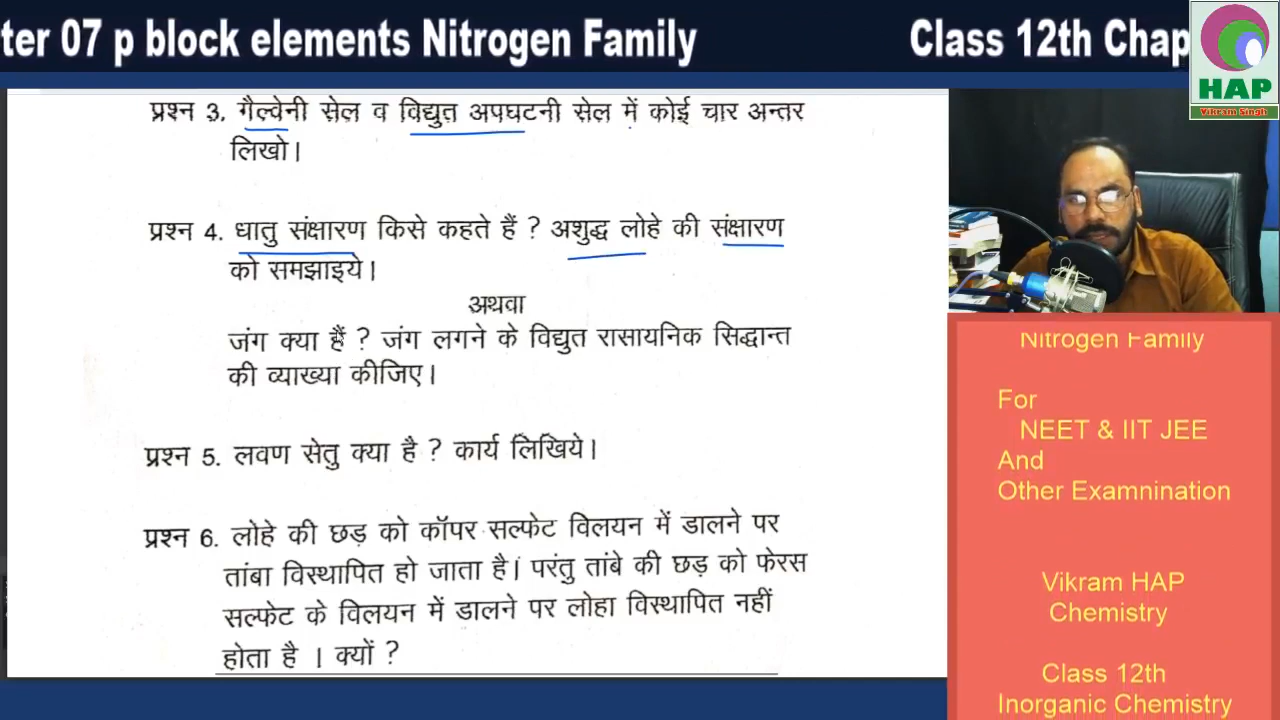 ter 07 p block elements Nitrogen Family
Class 12th Chap
HAP
Vikram Singh
प्रश्न 3. गैल्वेनी सेल व विद्युत अपघटनी सेल में कोई चार अन्तर
लिखो।
प्रश्न 4. धातु संक्षारण किसे कहते हैं ? अशुद्ध लोहे की संक्षारण
को समझाइये।
अथवा
जंग क्या हैं ? जंग लगने के विद्युत रासायनिक सिद्धान्त
की व्याख्या कीजिए।
प्रश्न 5. लवण सेतु क्या है ? कार्य लिखिये।
प्रश्न 6. लोहे की छड़ को कॉपर सल्फेट विलयन में डालने पर
तांबा विस्थापित हो जाता है। परंतु तांबे की छड़ को फेरस
सल्फेट के विलयन में डालने पर लोहा विस्थापित नहीं
होता है । क्यों ?
Nitrogen Family
For
NEET & IIT JEE
And
Other Examnination
Vikram HAP
Chemistry
Class 12th
Inorganic Chemistry